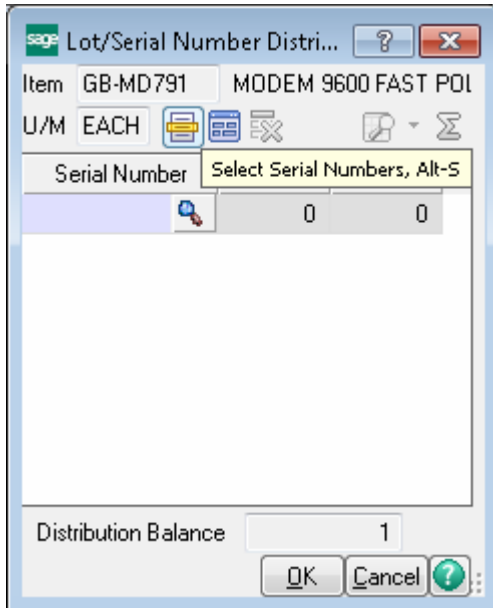 sage Lot/Serial Number Distri... ?
Item GB-MD791 MODEM 9600 FAST POL
U/M EACH Σ
Select Serial Numbers, Alt-S
Serial Number
0 0
Distribution Balance 1
OK Cancel ?